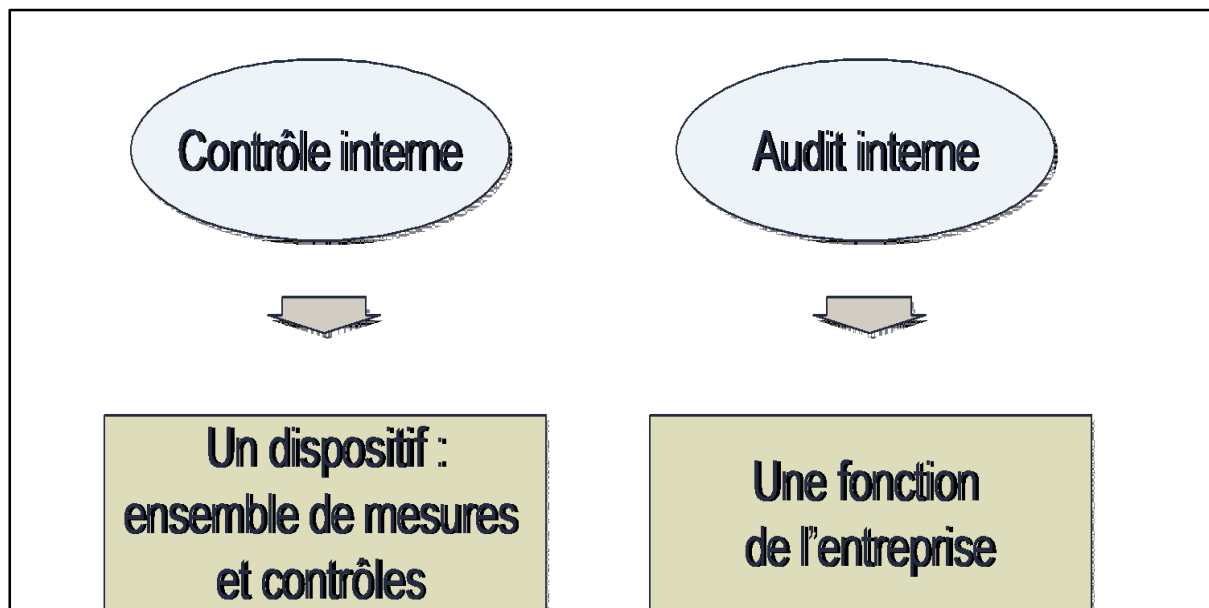 Contrôle interne
Audit interne
Un dispositif :
ensemble de mesures
et contrôles
Une fonction
de l"entreprise